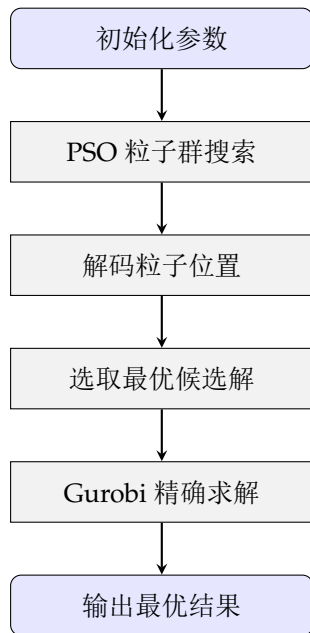 初始化参数
PSO 粒子群搜索
解码粒子位置
选取最优候选解
Gurobi 精确求解
输出最优结果